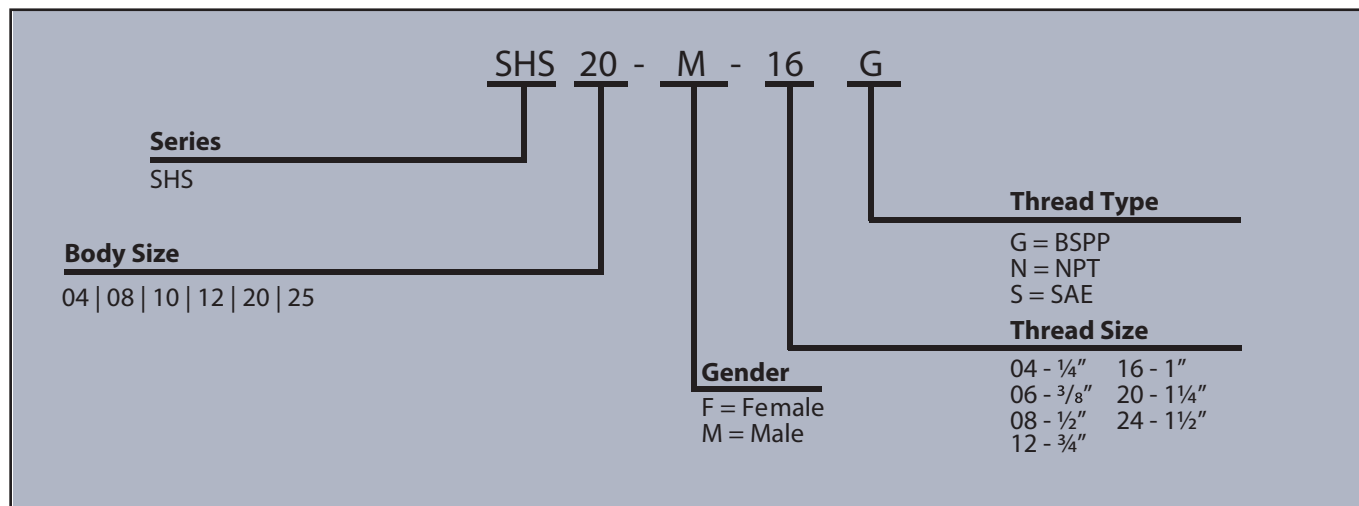 SHS 20 - M - 16 G
Series
SHS
Body Size
04 | 08 | 10 | 12 | 20 | 25
Gender
F = Female
M = Male
Thread Type
G = BSPP
N = NPT
S = SAE
Thread Size
04 - ¼" 16 - 1"
06 - ³/₈" 20 - 1¼"
08 - ½" 24 - 1½"
12 - ¾"